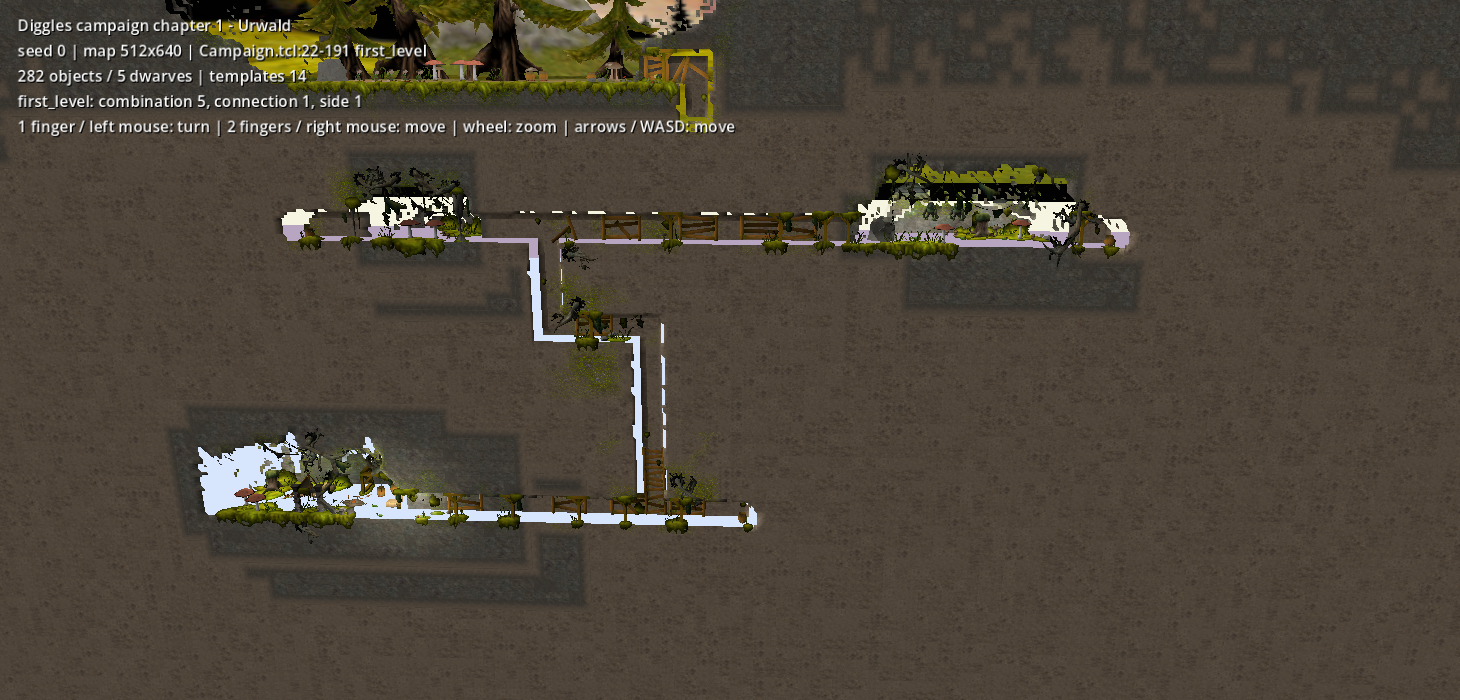 Diggles campaign chapter 1 - Urwald
seed 0 | map 512x640 | Campaign.tcl:22-191 first_level
282 objects / 5 dwarves | templates 14
first_level: combination 5, connection 1, side 1
1 finger / left mouse: turn | 2 fingers / right mouse: move | wheel: zoom | arrows / WASD: move